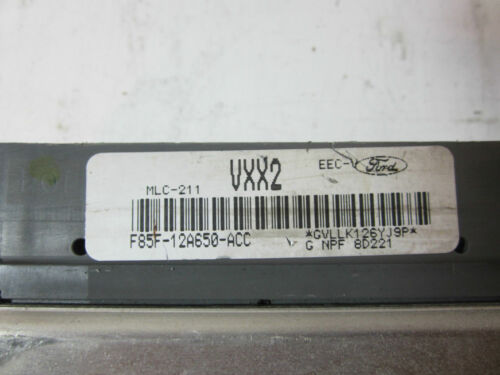 MLC-211 VXX2 EEC-V Ford
F85F-12A650-ACC *GVLLK126YJ9P*
G NPF 8D221